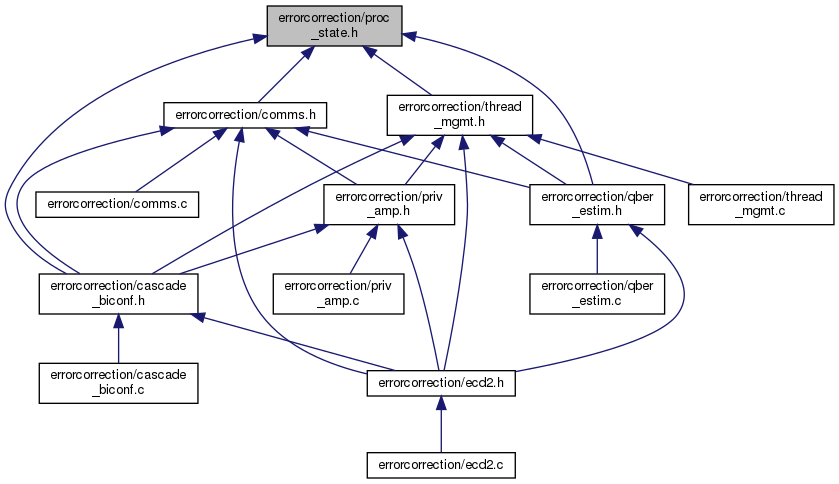 errorcorrection/proc
_state.h
errorcorrection/comms.h
errorcorrection/thread
_mgmt.h
errorcorrection/comms.c
errorcorrection/priv
_amp.h
errorcorrection/qber
_estim.h
errorcorrection/thread
_mgmt.c
errorcorrection/cascade
_biconf.h
errorcorrection/priv
_amp.c
errorcorrection/qber
_estim.c
errorcorrection/cascade
_biconf.c
errorcorrection/ecd2.h
errorcorrection/ecd2.c